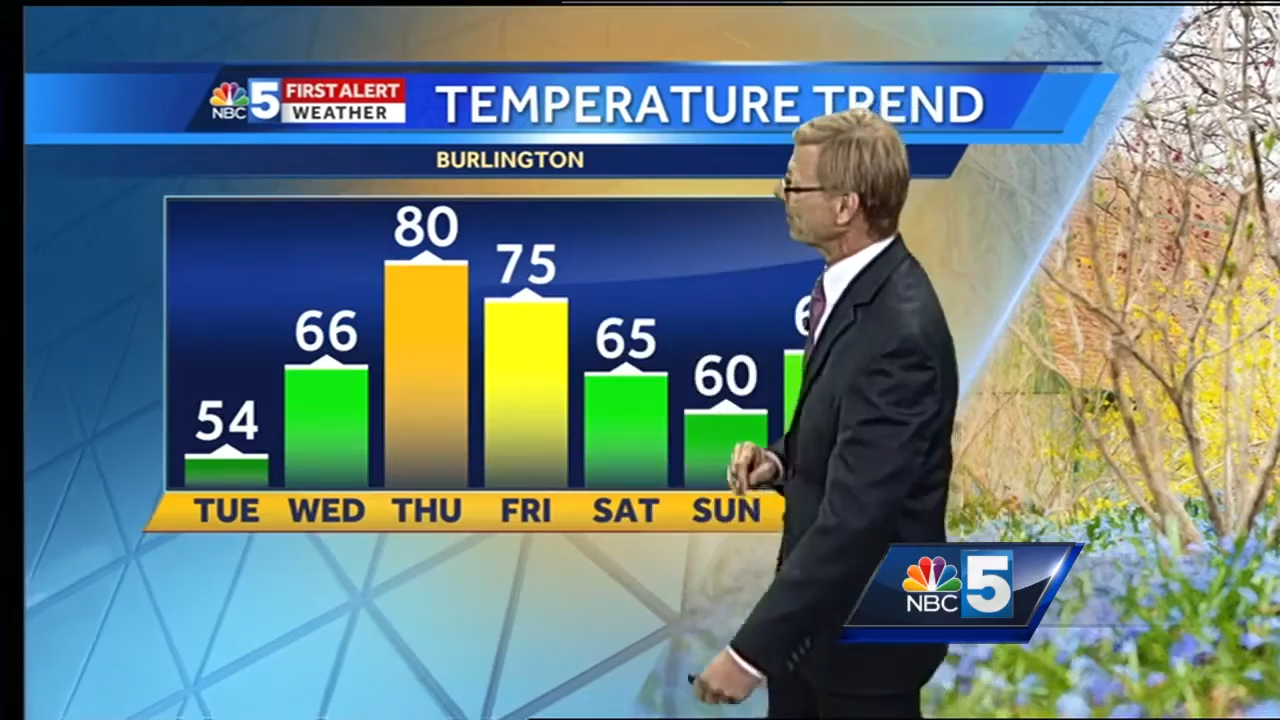 NBC 5 FIRST ALERT WEATHER
TEMPERATURE TREND
BURLINGTON
80
75
66
65
60
54
TUE WED THU FRI SAT SUN
NBC 5